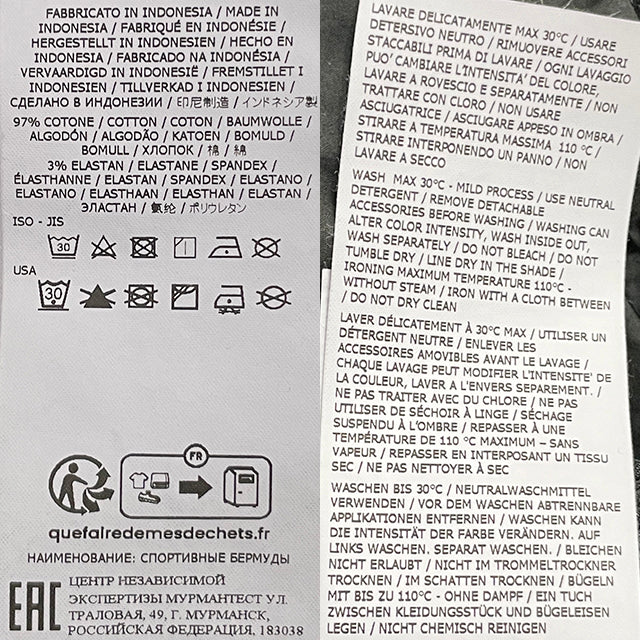 FABBRICATO IN INDONESIA / MADE IN
INDONESIA / FABRIQUÉ EN INDONÉSIE /
HERGESTELLT IN INDONESIEN / HECHO EN
INDONESIA / FABRICADO NA INDONÉSIA /
VERVAARDIGD IN INDONESIË / FREMSTILLET I
INDONESIEN / TILLVERKAD I INDONESIEN /
СДЕЛАНО В ИНДОНЕЗИИ / 印尼制造 / インドネシア製
97% COTONE / COTTON / COTON / BAUMWOLLE /
ALGODÓN / ALGODÃO / KATOEN / BOMULD /
BOMULL / ХЛОПОК / 棉 / 綿
3% ELASTAN / ELASTANE / SPANDEX /
ÉLASTHANNE / ELASTAN / SPANDEX / ELASTANO /
ELASTANO / ELASTHAAN / ELASTHAN / ELASTAN /
ЭЛАСТАН / 氨纶 / ポリウレタン
ISO - JIS
30
USA
30
FR
quefairedemesdechets.fr
НАИМЕНОВАНИЕ: СПОРТИВНЫЕ БЕРМУДЫ
EAC
ЦЕНТР НЕЗАВИСИМОЙ
ЭКСПЕРТИЗЫ МУРМАНТЕСТ УЛ.
ТРАЛОВАЯ, 49, Г. МУРМАНСК,
РОССИЙСКАЯ ФЕДЕРАЦИЯ, 183038
LAVARE DELICATAMENTE MAX 30°C / USARE
DETERSIVO NEUTRO / RIMUOVERE ACCESSORI
STACCABILI PRIMA DI LAVARE / OGNI LAVAGGIO
PUO' CAMBIARE L'INTENSITA' DEL COLORE,
LAVARE A ROVESCIO E SEPARATAMENTE / NON
TRATTARE CON CLORO / NON USARE
ASCIUGATRICE / ASCIUGARE APPESO IN OMBRA /
STIRARE A TEMPERATURA MASSIMA 110 °C /
STIRARE INTERPONENDO UN PANNO / NON
LAVARE A SECCO
WASH MAX 30°C - MILD PROCESS / USE NEUTRAL
DETERGENT / REMOVE DETACHABLE
ACCESSORIES BEFORE WASHING / WASHING CAN
ALTER COLOR INTENSITY, WASH INSIDE OUT,
WASH SEPARATELY / DO NOT BLEACH / DO NOT
TUMBLE DRY / LINE DRY IN THE SHADE /
IRONING MAXIMUM TEMPERATURE 110°C -
WITHOUT STEAM / IRON WITH A CLOTH BETWEEN
/ DO NOT DRY CLEAN
LAVER DÉLICATEMENT À 30°C MAX / UTILISER UN
DÉTERGENT NEUTRE / ENLEVER LES
ACCESSOIRES AMOVIBLES AVANT LE LAVAGE /
CHAQUE LAVAGE PEUT MODIFIER L'INTENSITE' DE
LA COULEUR, LAVER A L'ENVERS SEPAREMENT. /
NE PAS TRAITER AVEC DU CHLORE / NE PAS
UTILISER DE SÉCHOIR À LINGE / SÉCHAGE
SUSPENDU À L'OMBRE / REPASSER À UNE
TEMPÉRATURE DE 110 °C MAXIMUM – SANS
VAPEUR / REPASSER EN INTERPOSANT UN TISSU
SEC / NE PAS NETTOYER À SEC
WASCHEN BIS 30°C / NEUTRALWASCHMITTEL
VERWENDEN / VOR DEM WASCHEN ABTRENNBARE
APPLIKATIONEN ENTFERNEN / WASCHEN KANN
DIE INTENSITÄT DER FARBE VERÄNDERN. AUF
LINKS WASCHEN. SEPARAT WASCHEN. / BLEICHEN
NICHT ERLAUBT / NICHT IM TROMMELTROCKNER
TROCKNEN / IM SCHATTEN TROCKNEN / BÜGELN
MIT BIS ZU 110°C - OHNE DAMPF / EIN TUCH
ZWISCHEN KLEIDUNGSSTÜCK UND BÜGELEISEN
LEGEN / NICHT CHEMISCH REINIGEN